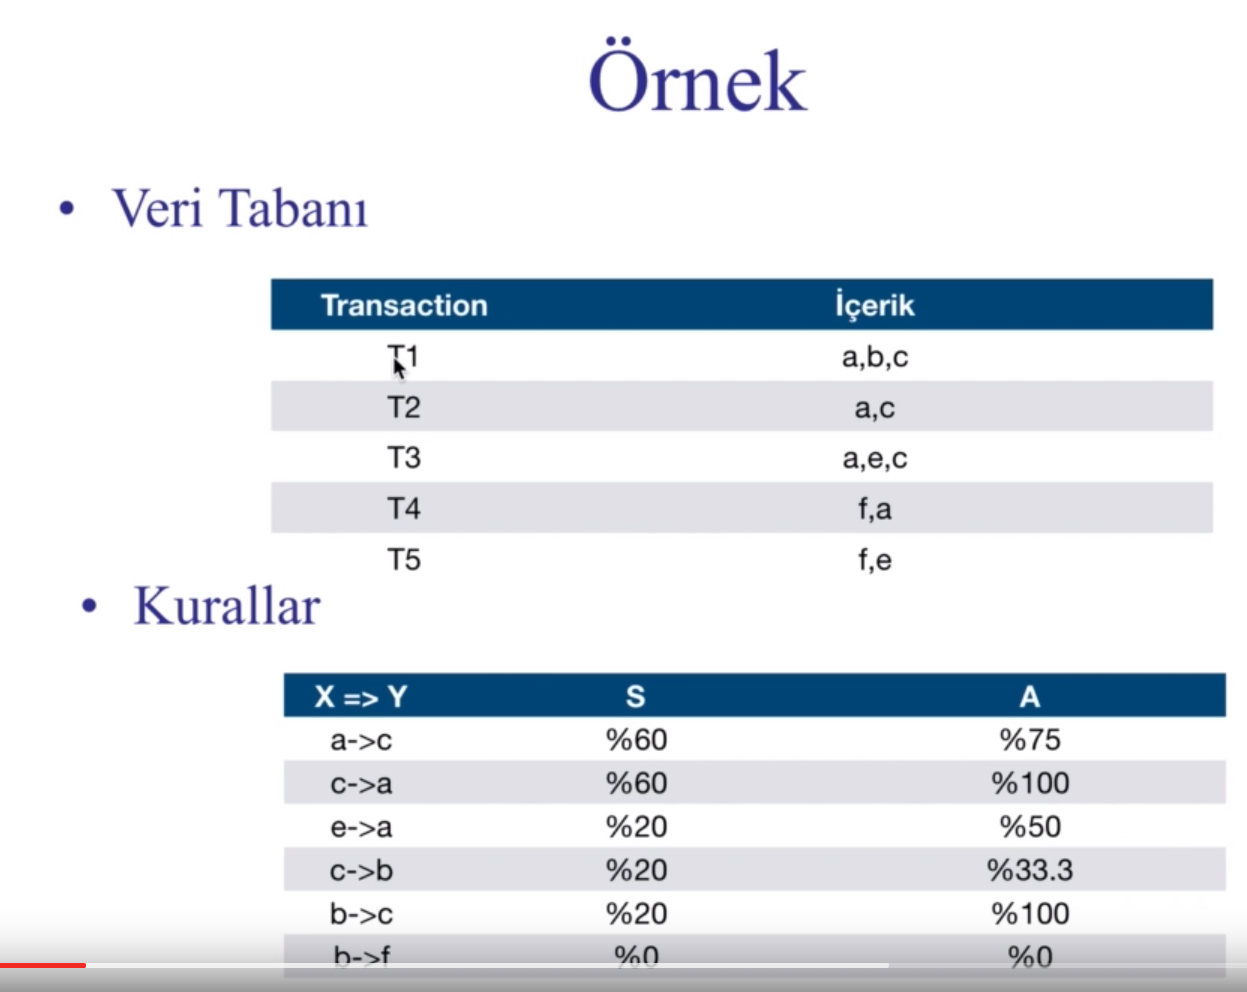 Örnek
• Veri Tabanı
Transaction İçerik
T1 a,b,c
T2 a,c
T3 a,e,c
T4 f,a
T5 f,e
• Kurallar
X => Y S A
a->c %60 %75
c->a %60 %100
e->a %20 %50
c->b %20 %33.3
b->c %20 %100
b->f %0 %0